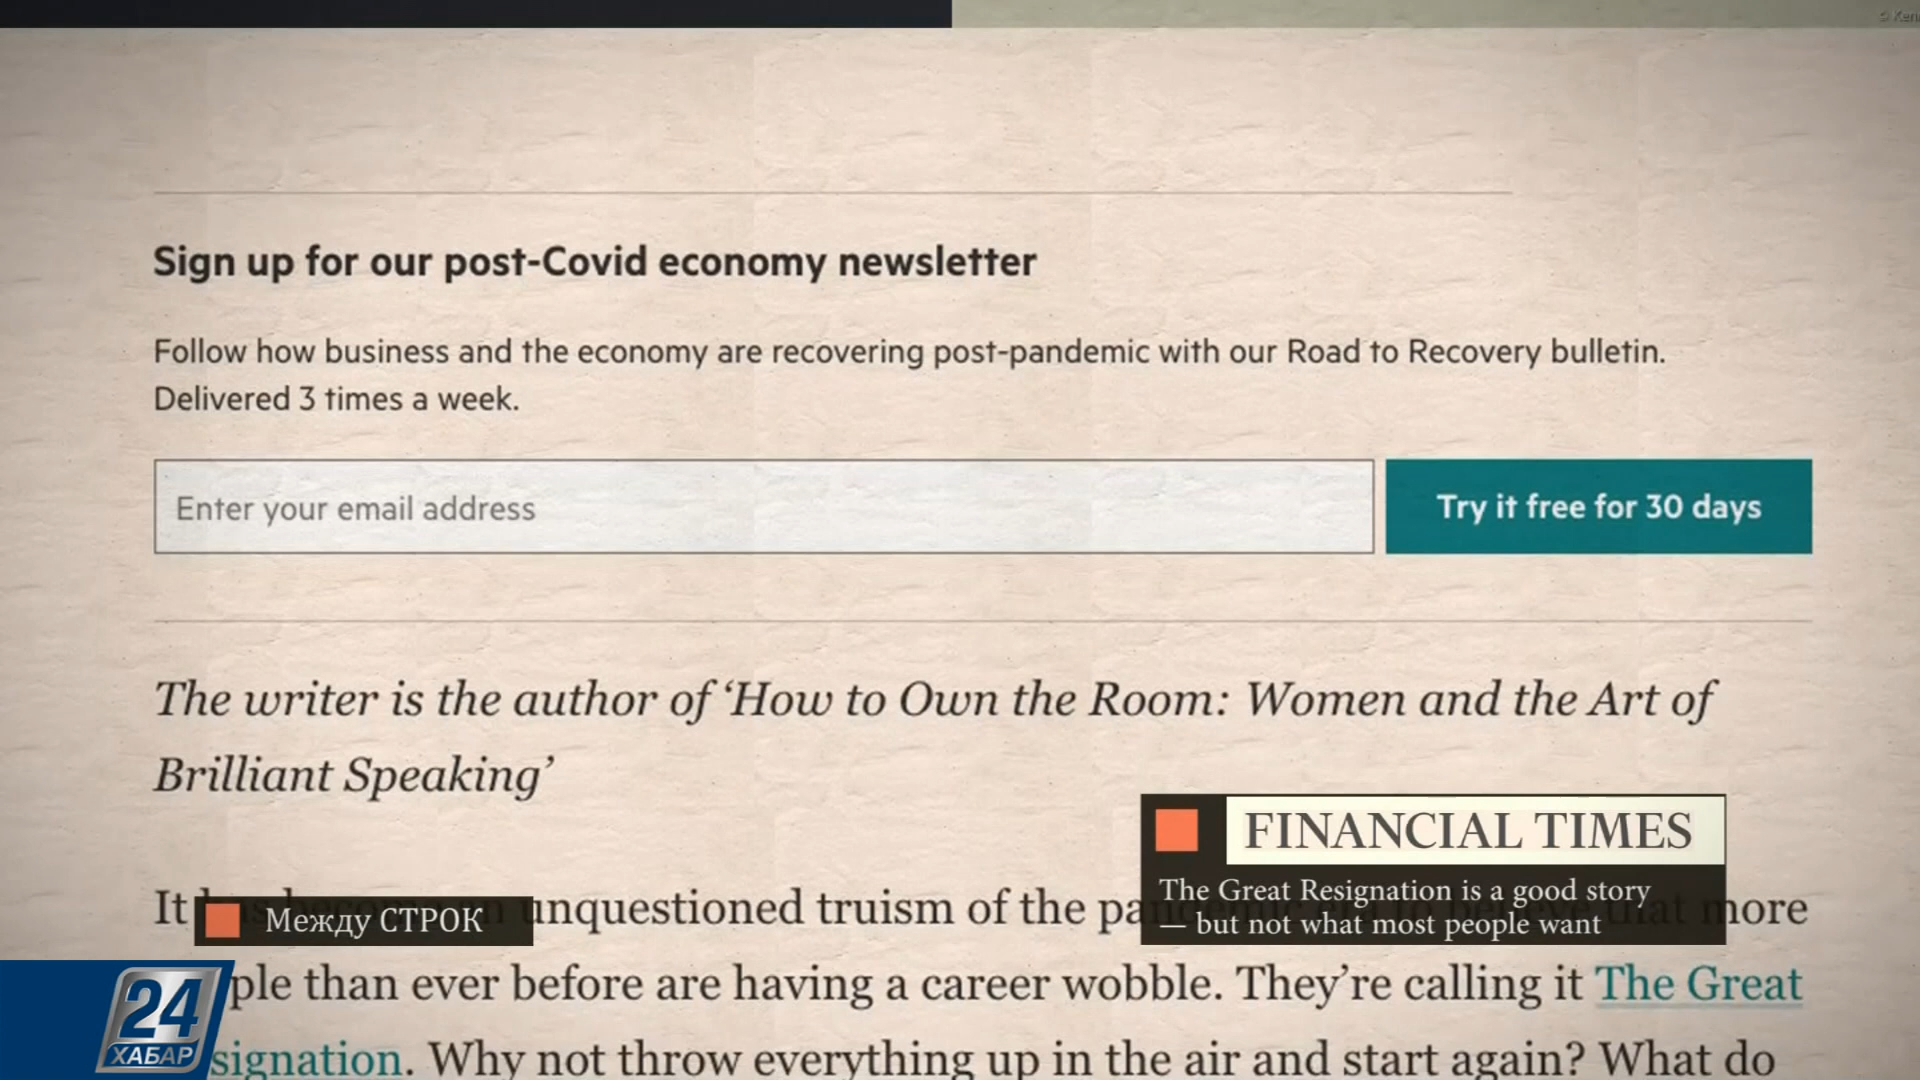 Sign up for our post-Covid economy newsletter
Follow how business and the economy are recovering post-pandemic with our Road to Recovery bulletin.
Delivered 3 times a week.
Enter your email address
Try it free for 30 days
The writer is the author of ‘How to Own the Room: Women and the Art of
Brilliant Speaking’
FINANCIAL TIMES
The Great Resignation is a good story
— but not what most people want
It unquestioned truism of the more
Между СТРОК
ple than ever before are having a career wobble. They’re calling it The Great
signation. Why not throw everything up in the air and start again? What do
24
ХАБАР